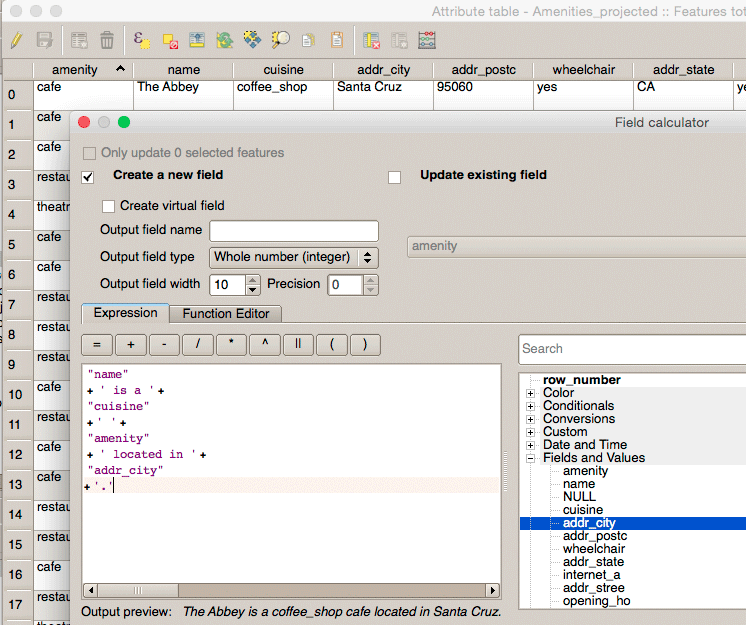 Attribute table - Amenities_projected :: Features tot
amenity name cuisine addr_city addr_postc wheelchair addr_state
0 cafe The Abbey coffee_shop Santa Cruz 95060 yes CA ye
1 cafe
Field calculator
2 cafe
Only update 0 selected features
3 restau
Create a new field Update existing field
4 theatr
Create virtual field
5 cafe
Output field name
amenity
6 cafe
Output field type Whole number (integer)
7 restau
Output field width 10 Precision 0
8 restau
Expression Function Editor
9 restau
= + - / * ^ || ( )
Search
10 cafe
"name"
+ ' is a ' +
"cuisine"
+ ' ' +
"amenity"
+ ' located in ' +
"addr_city"
+ '.'
row_number
Color
Conditionals
Conversions
Custom
Date and Time
Fields and Values
amenity
name
NULL
cuisine
addr_city
addr_postc
wheelchair
addr_state
internet_a
addr_stree
opening_ho
11 restau
12 cafe
13 cafe
14 restau
15 restau
16 cafe
17 restau
theatr
Output preview: The Abbey is a coffee_shop cafe located in Santa Cruz.